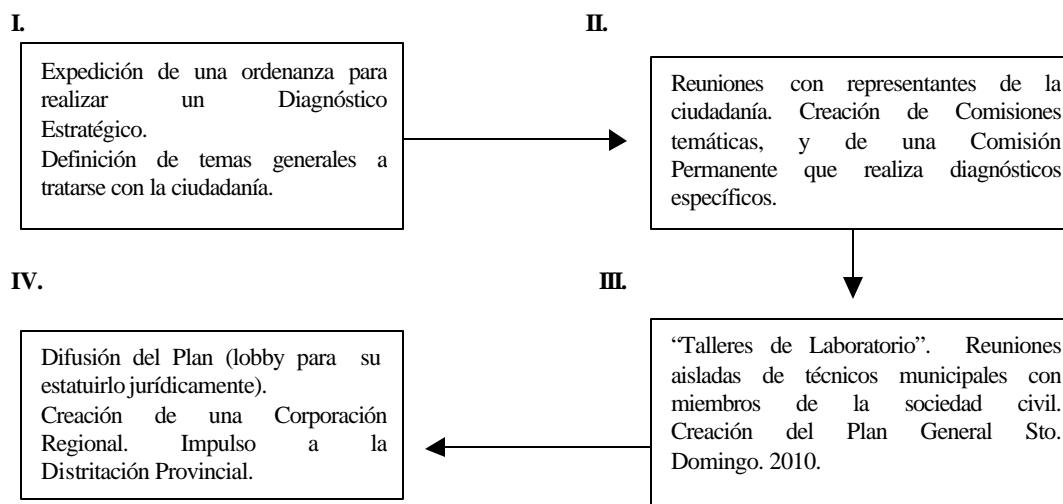 I.
Expedición de una ordenanza para
realizar un Diagnóstico
Estratégico.
Definición de temas generales a
tratarse con la ciudadanía.
II.
Reuniones con representantes de la
ciudadanía. Creación de Comisiones
temáticas, y de una Comisión
Permanente que realiza diagnósticos
específicos.
III.
“Talleres de Laboratorio”. Reuniones
aisladas de técnicos municipales con
miembros de la sociedad civil.
Creación del Plan General Sto.
Domingo. 2010.
IV.
Difusión del Plan (lobby para su
estatuirlo jurídicamente).
Creación de una Corporación
Regional. Impulso a la
Distritación Provincial.